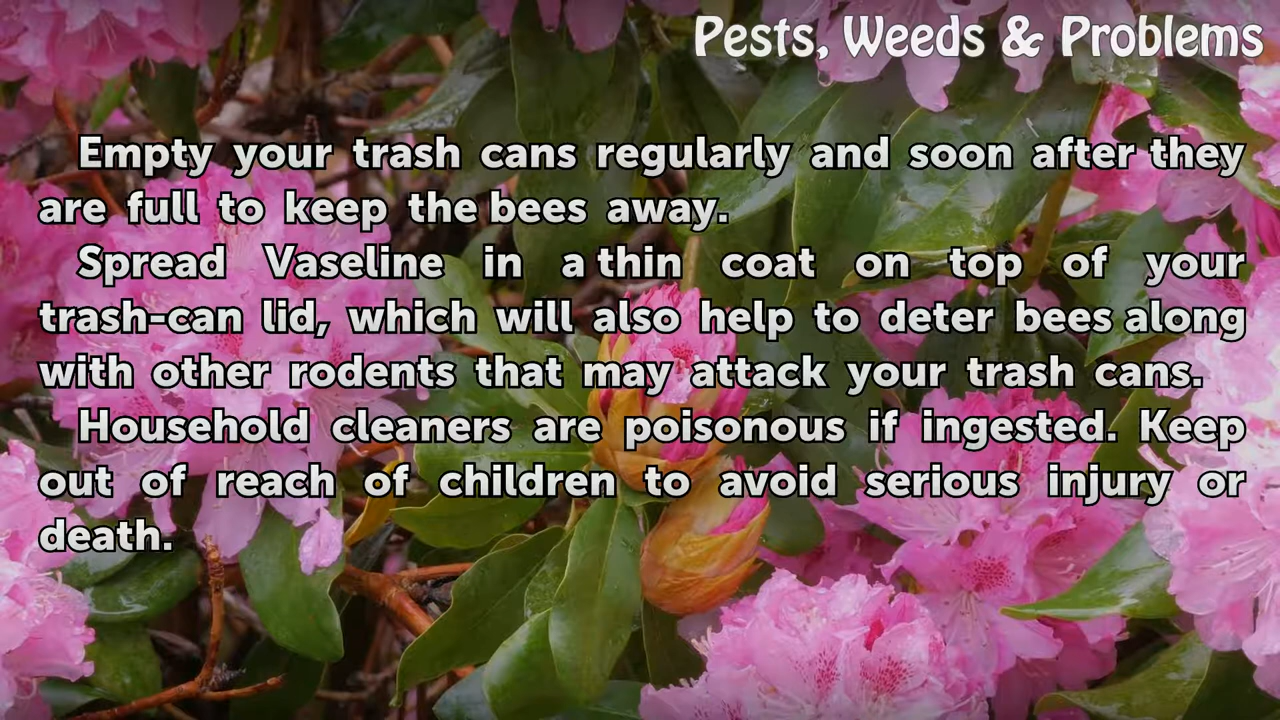 Pests, Weeds & Problems
Empty your trash cans regularly and soon after they
are full to keep the bees away.
Spread Vaseline in a thin coat on top of your
trash-can lid, which will also help to deter bees along
with other rodents that may attack your trash cans.
Household cleaners are poisonous if ingested. Keep
out of reach of children to avoid serious injury or
death.